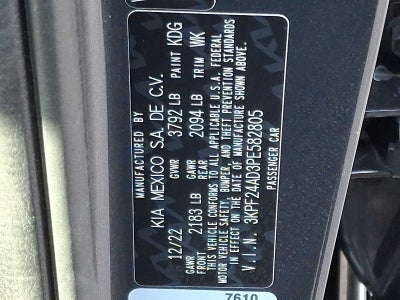 MANUFACTURED BY
KIA MEXICO S.A. DE C.V.
12/22 GVWR 3792 LB PAINT KDG
GAWR FRONT 2183 LB GAWR REAR 2094 LB TRIM WK
THIS VEHICLE CONFORMS TO ALL APPLICABLE U.S.A. FEDERAL
MOTOR VEHICLE SAFETY, BUMPER, AND THEFT PREVENTION STANDARDS
IN EFFECT ON THE DATE OF MANUFACTURE SHOWN ABOVE.
V.I.N. 3KPF24AD3PE582805
PASSENGER CAR
7610